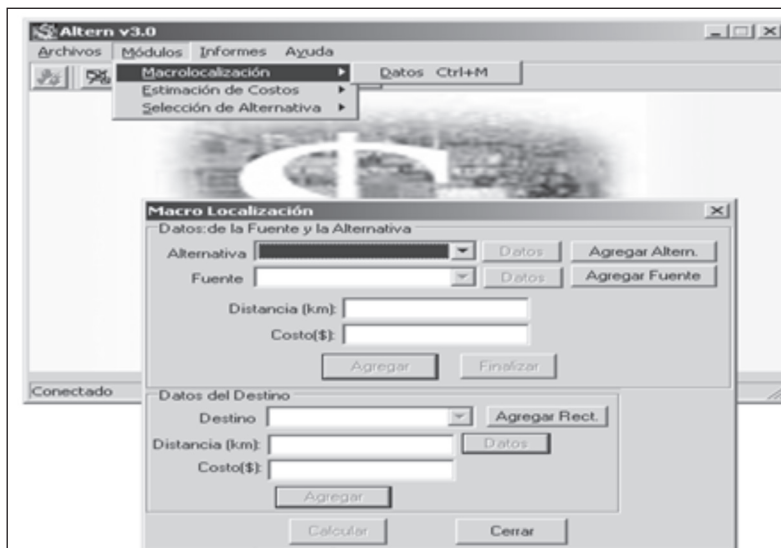 Altern v3.0
Archivos Módulos Informes Ayuda
Macrolocalización Datos Ctrl+M
Estimación de Costos
Selección de Alternativa
Macro Localización
Datos:de la Fuente y la Alternativa
Alternativa Datos Agregar Altern.
Fuente Datos Agregar Fuente
Distancia (km):
Costo($):
Agregar Finalizar
Conectado
Datos del Destino
Destino Agregar Rect.
Distancia (km): Datos
Costo($):
Agregar
Calcular Cerrar